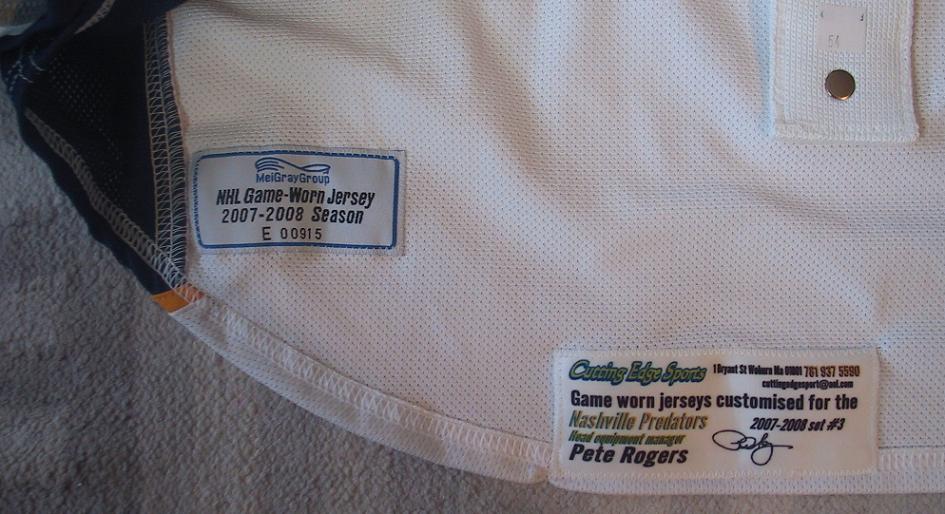 54
MeiGrayGroup
NHL Game-Worn Jersey
2007-2008 Season
E 00915
Cutting Edge Sports 1 Bryant St Woburn Ma 01801 781 937 5590
cuttingedgesport@aol.com
Game worn jerseys customised for the
Nashville Predators 2007-2008 set #3
Head equipment manager
Pete Rogers